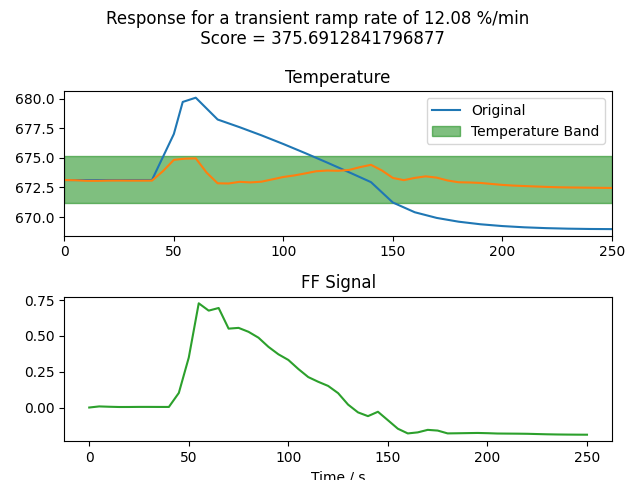 Response for a transient ramp rate of 12.08 %/min
Score = 375.6912841796877
Temperature
680.0
677.5
675.0
672.5
670.0
Original
Temperature Band
0 50 100 150 200 250
FF Signal
0.75
0.50
0.25
0.00
0 50 100 150 200 250
Time / s